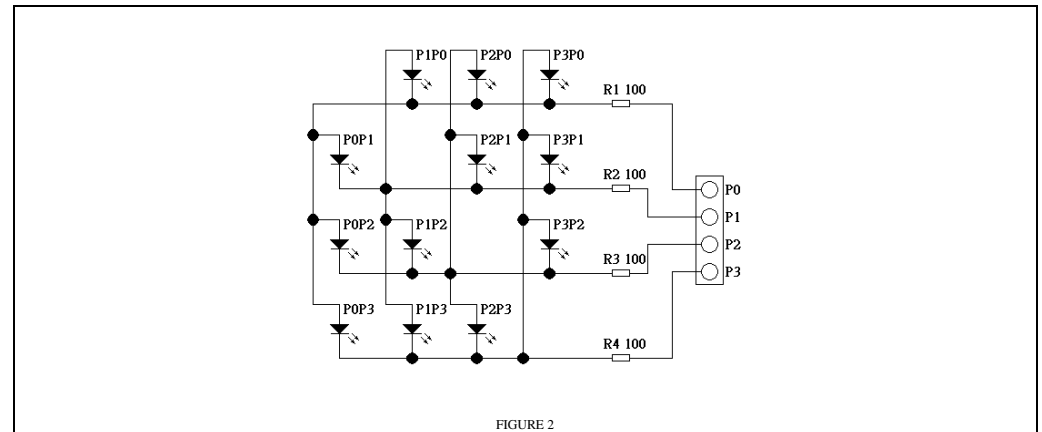 P1P0 P2P0 P3P0
R1 100
P0P1 P2P1 P3P1
R2 100
P0
P1
P0P2 P1P2 P3P2
P2
R3 100
P3
P0P3 P1P3 P2P3
R4 100
FIGURE 2